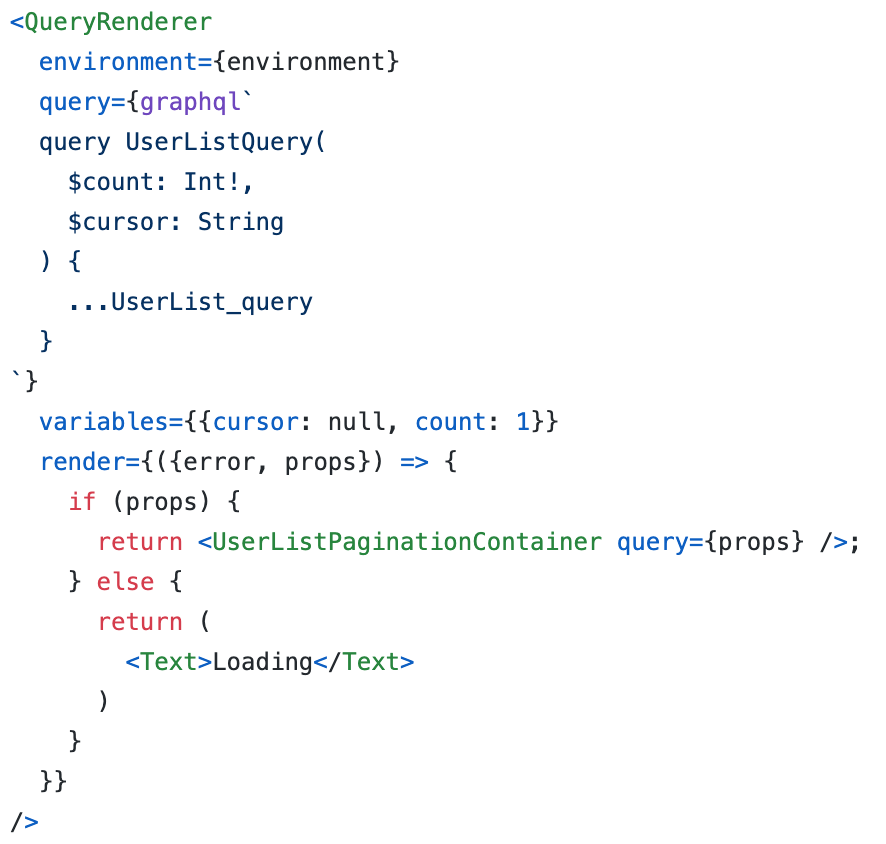 <QueryRenderer
  environment={environment}
  query={graphql`
  query UserListQuery(
    $count: Int!,
    $cursor: String
  ) {
    ...UserList_query
  }
`}
  variables={{cursor: null, count: 1}}
  render={({error, props}) => {
    if (props) {
      return <UserListPaginationContainer query={props} />;
    } else {
      return (
        <Text>Loading</Text>
      )
    }
  }}
/>